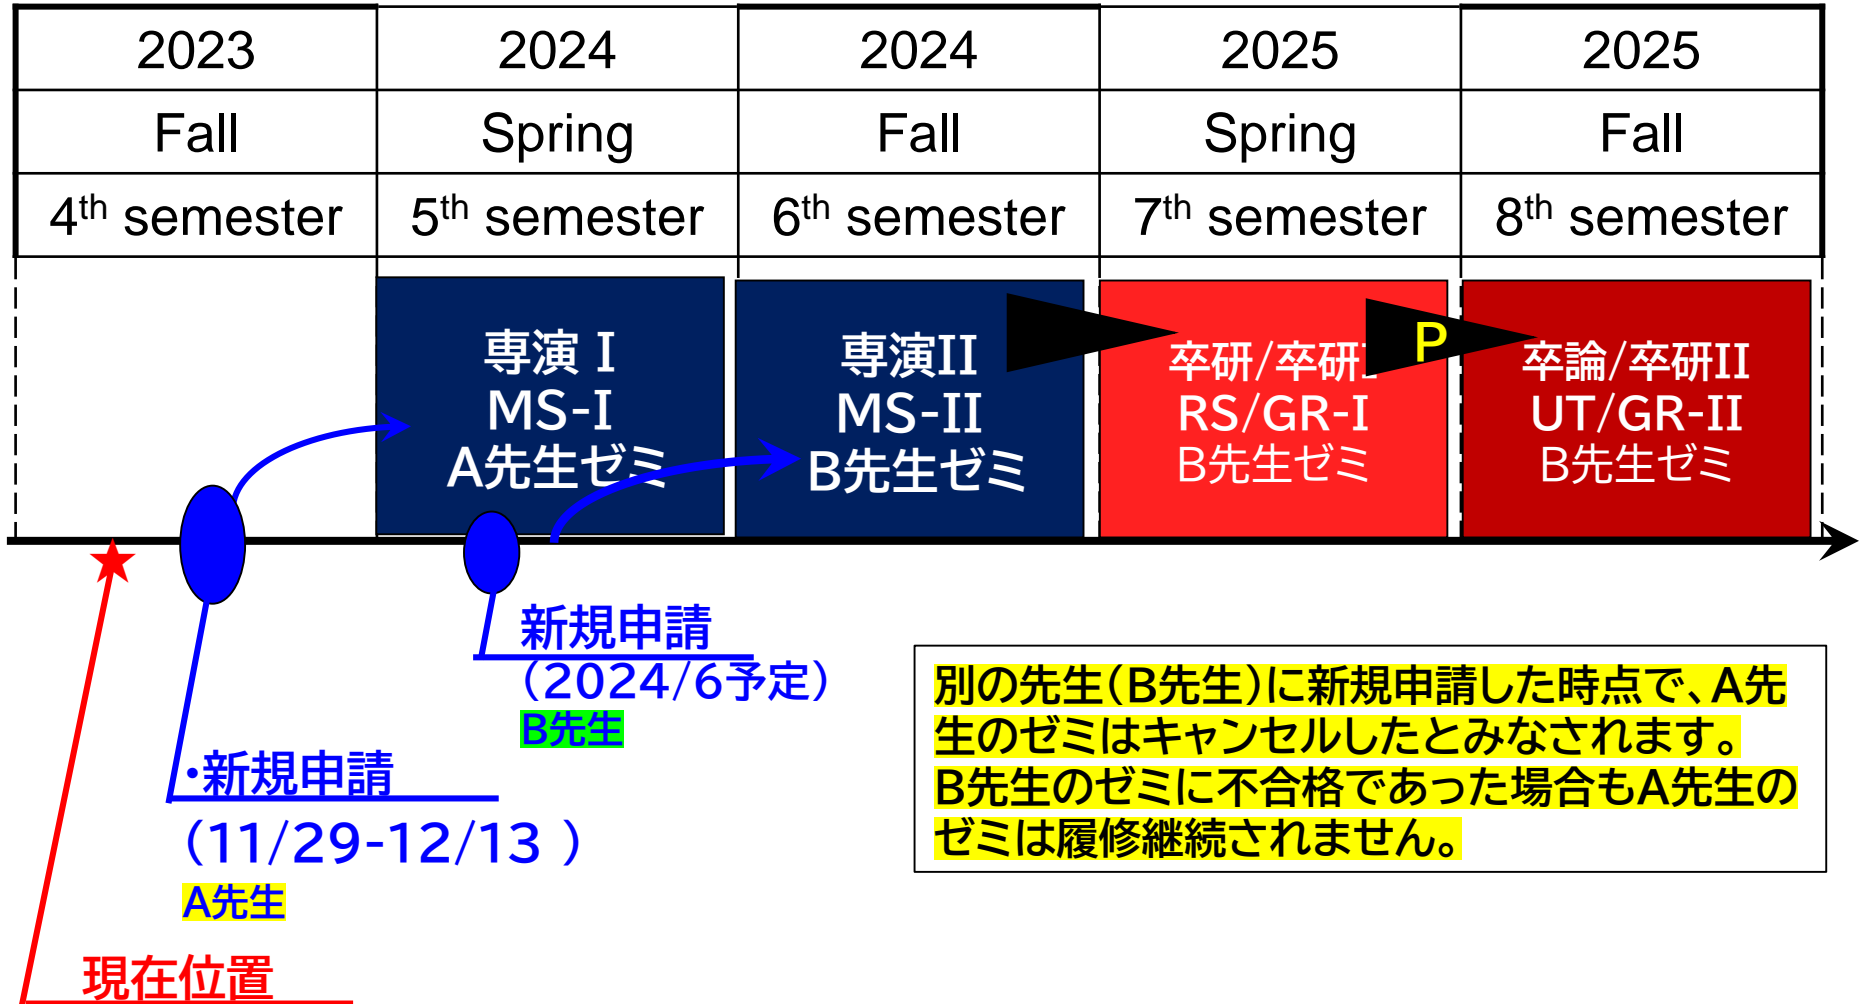 2023 2024 2024 2025 2025
Fall Spring Fall Spring Fall
4th semester 5th semester 6th semester 7th semester 8th semester
専演 I
MS-I
A先生ゼミ
専演II
MS-II
B先生ゼミ
卒研/卒研I
RS/GR-I
B先生ゼミ
P
卒論/卒研II
UT/GR-II
B先生ゼミ
新規申請
(2024/6予定)
B先生
・新規申請
(11/29-12/13 )
A先生
現在位置
別の先生(B先生)に新規申請した時点で、A先
生のゼミはキャンセルしたとみなされます。
B先生のゼミに不合格であった場合もA先生の
ゼミは履修継続されません。